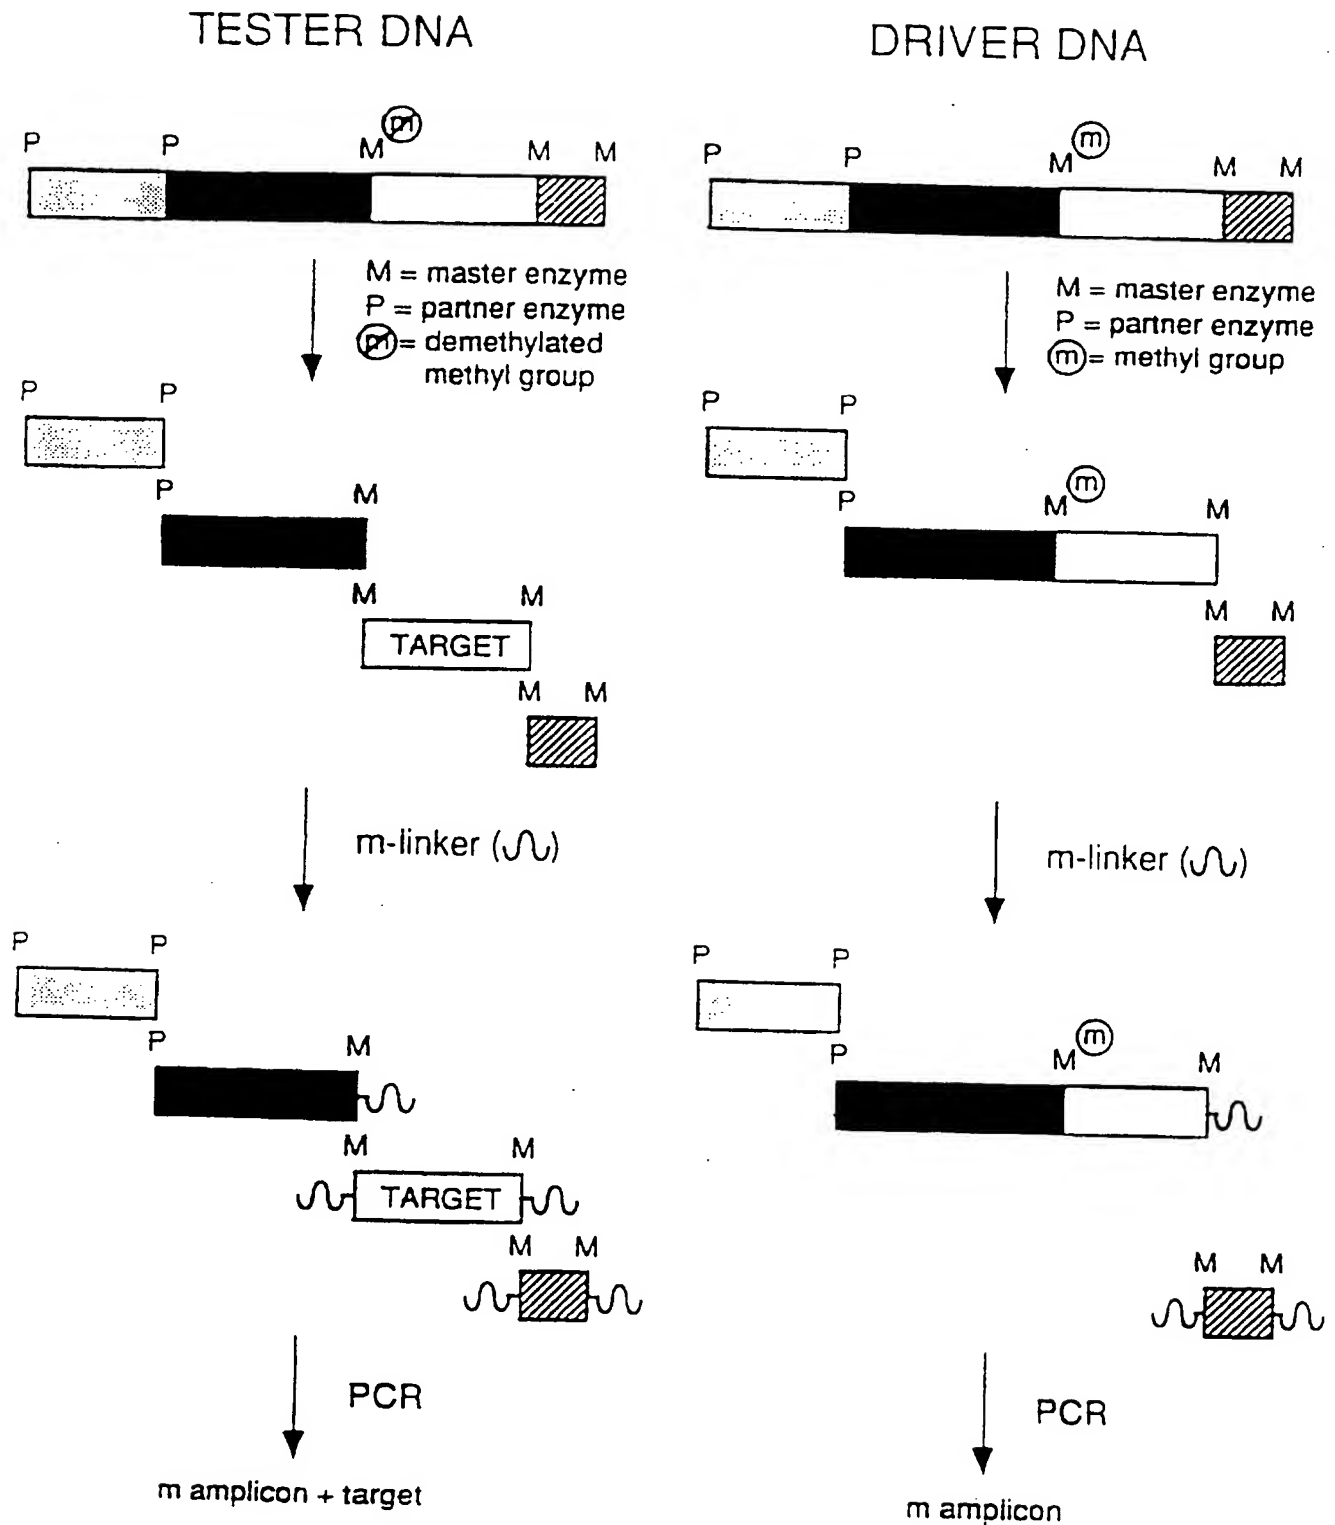 TESTER DNA
P P M m M M
M = master enzyme
P = partner enzyme
m = demethylated
methyl group
P P
P M
M M
TARGET
M M
m-linker ( )
P P
P M
M M
TARGET
M M
PCR
m amplicon + target
DRIVER DNA
P P M m M M
M = master enzyme
P = partner enzyme
m = methyl group
P P
P M m M
M M
m-linker ( )
P P
P M m M
M M
PCR
m amplicon